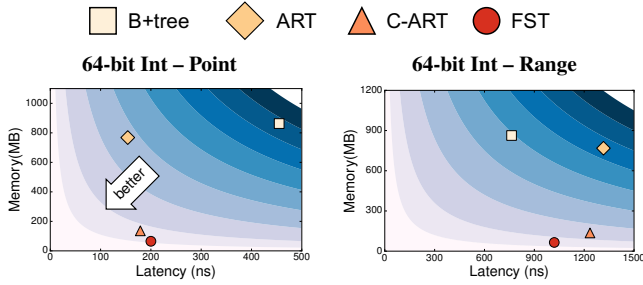 B+tree ART C-ART FST
64-bit Int – Point 64-bit Int – Range
Memory(MB)
1000
800
600
400
200
0
0 100 200 300 400 500
Latency (ns)
better
Memory(MB)
1200
900
600
300
0
0 300 600 900 1200 1500
Latency (ns)